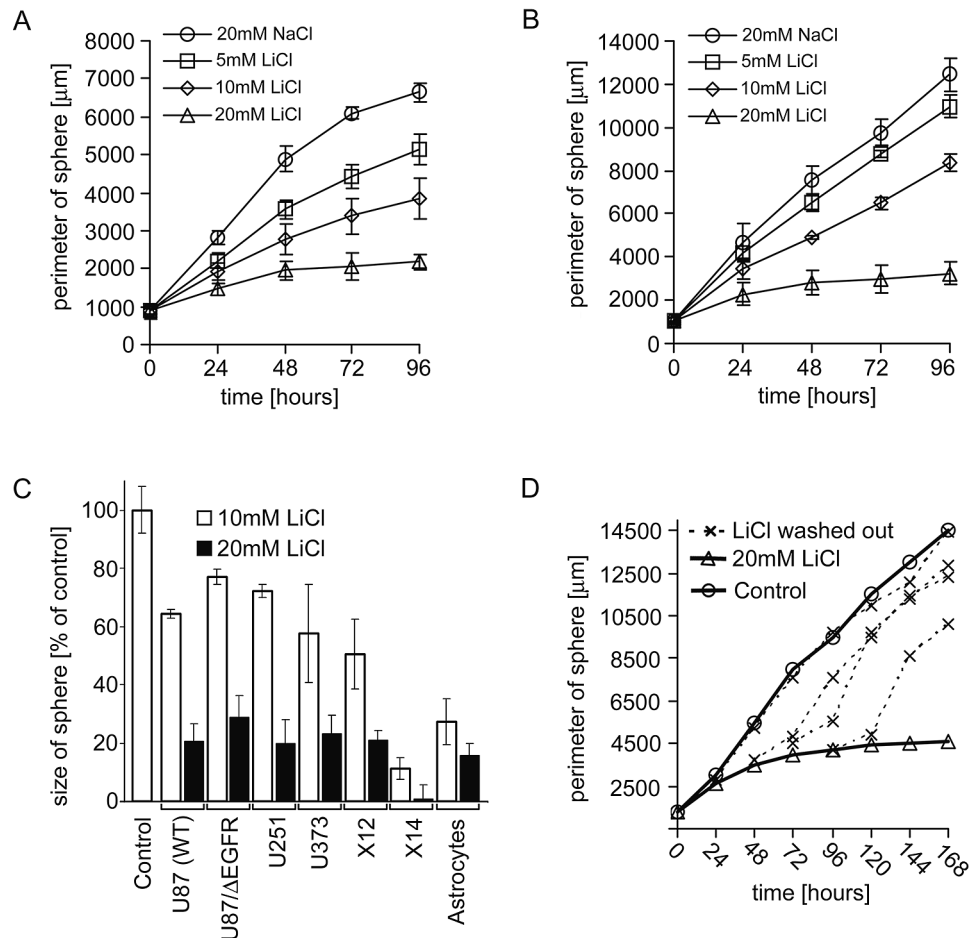 A
perimeter of sphere [µm]
8000
7000
6000
5000
4000
3000
2000
1000
0
20mM NaCl
5mM LiCl
10mM LiCl
20mM LiCl
0 24 48 72 96
time [hours]
B
perimeter of sphere [µm]
14000
12000
10000
8000
6000
4000
2000
0
20mM NaCl
5mM LiCl
10mM LiCl
20mM LiCl
0 24 48 72 96
time [hours]
C
size of sphere [% of control]
100
80
60
40
20
0
10mM LiCl
20mM LiCl
Control
U87 (WT)
U87/ΔEGFR
U251
U373
X12
X14
Astrocytes
D
perimeter of sphere [µm]
14500
12500
10500
8500
6500
4500
2500
LiCl washed out
20mM LiCl
Control
0 24 48 72 96 120 144 168
time [hours]